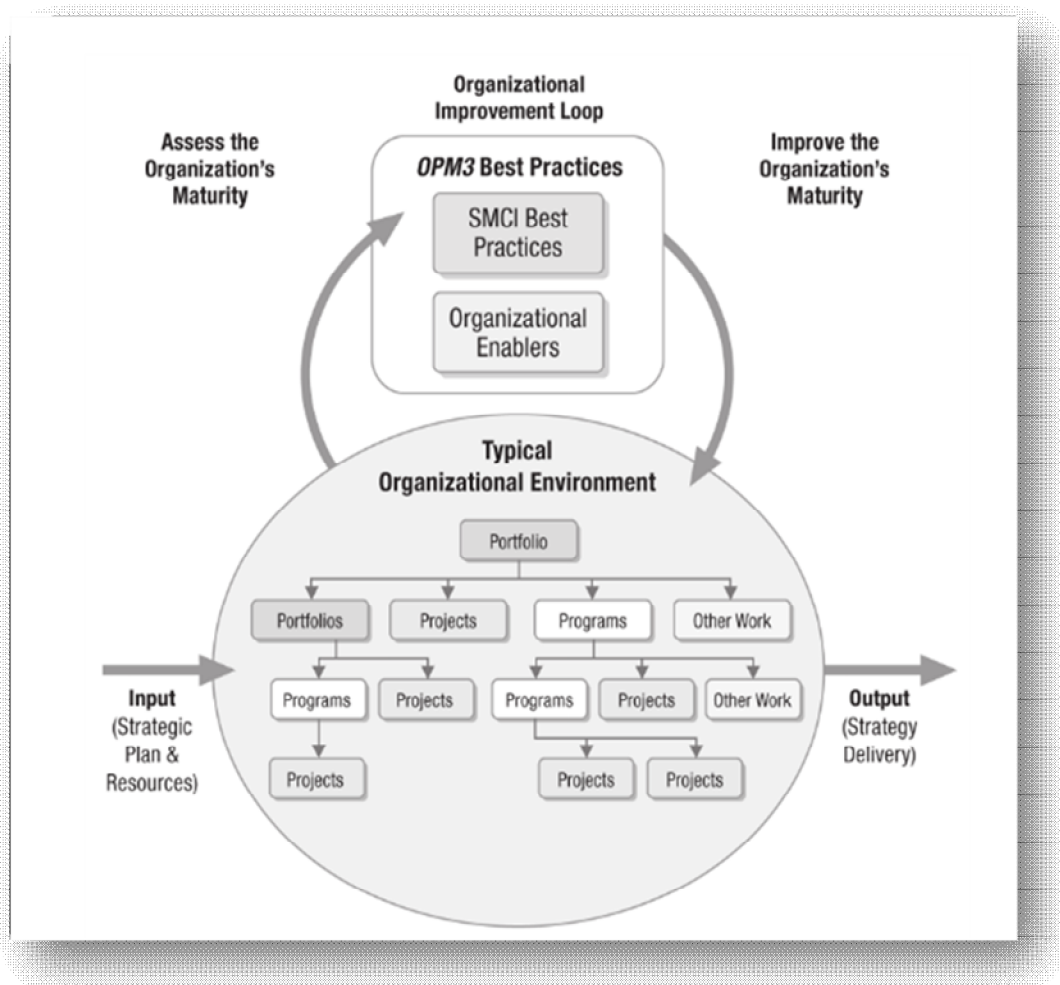 Organizational
Improvement Loop
Assess the
Organization's
Maturity
Improve the
Organization's
Maturity
OPM3 Best Practices
SMCI Best
Practices
Organizational
Enablers
Typical
Organizational Environment
Portfolio
Portfolios
Projects
Programs
Other Work
Programs
Projects
Programs
Projects
Other Work
Projects
Projects
Projects
Input
(Strategic
Plan &
Resources)
Output
(Strategy
Delivery)